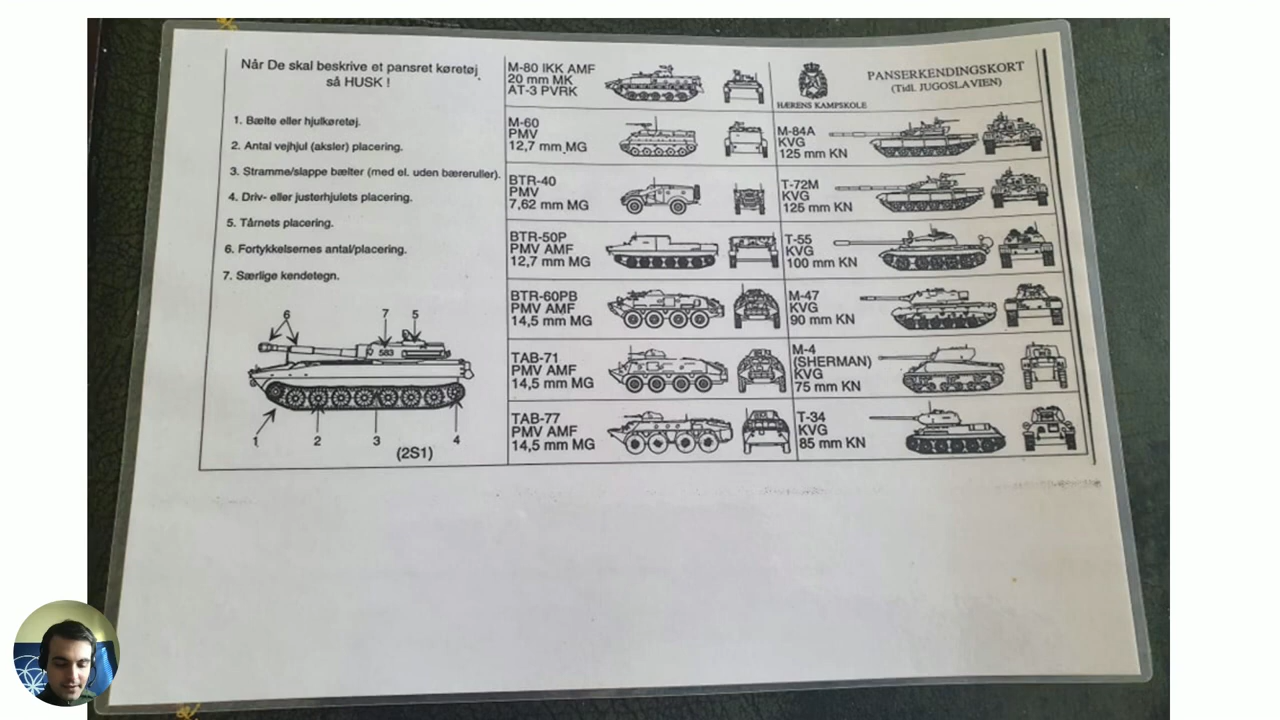 Når De skal beskrive et pansret køretøj
så HUSK !
1. Bælte eller hjulkøretøj.
2. Antal vejhjul (aksler) placering.
3. Stramme/slappe bælter (med el. uden bæreruller).
4. Driv- eller justerhjulets placering.
5. Tårnets placering.
6. Fortykkelsernes antal/placering.
7. Særlige kendetegn.
6
7
5
583
1
2
3
4
(2S1)
M-80 IKK AMF
20 mm MK
AT-3 PVRK
M-60
PMV
12,7 mm MG
BTR-40
PMV
7,62 mm MG
BTR-50P
PMV AMF
12,7 mm MG
BTR-60PB
PMV AMF
14,5 mm MG
TAB-71
PMV AMF
14,5 mm MG
TAB-77
PMV AMF
14,5 mm MG
HÆRENS KAMPSKOLE
PANSERKENDINGSKORT
(Tidl. JUGOSLAVIEN)
M-84A
KVG
125 mm KN
T-72M
KVG
125 mm KN
T-55
KVG
100 mm KN
M-47
KVG
90 mm KN
M-4
(SHERMAN)
KVG
75 mm KN
T-34
KVG
85 mm KN